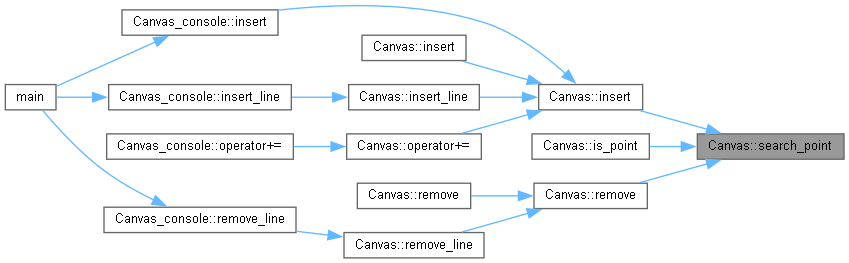 Canvas_console::insert
Canvas::insert
main
Canvas_console::insert_line
Canvas::insert_line
Canvas::insert
Canvas_console::operator+=
Canvas::operator+=
Canvas::is_point
Canvas::search_point
Canvas::remove
Canvas::remove
Canvas_console::remove_line
Canvas::remove_line